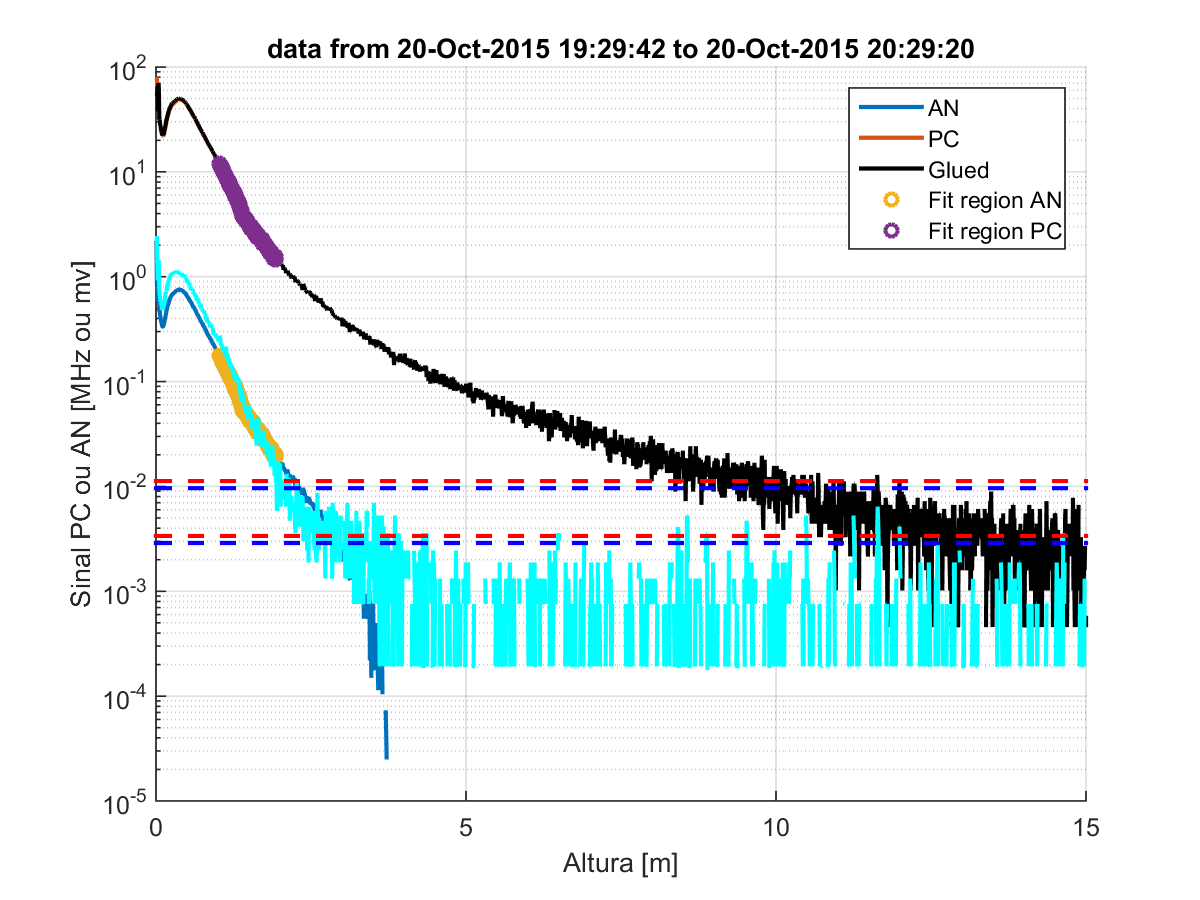 data from 20-Oct-2015 19:29:42 to 20-Oct-2015 20:29:20
AN
PC
Glued
Fit region AN
Fit region PC
Sinal PC ou AN [MHz ou mv]
10^2
10^1
10^0
10^-1
10^-2
10^-3
10^-4
10^-5
0 5 10 15
Altura [m]